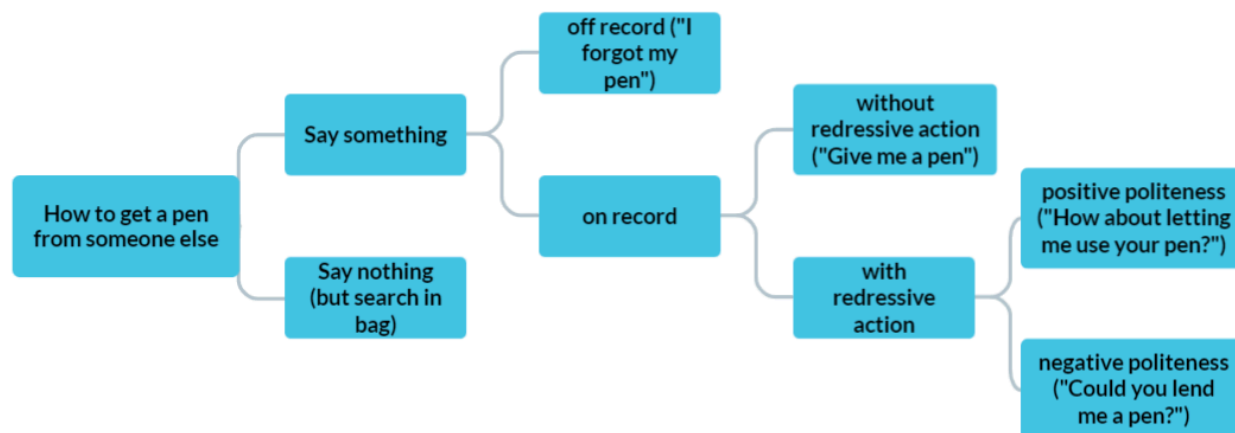 How to get a pen
from someone else
Say something
Say nothing
(but search in
bag)
off record ("I
forgot my
pen")
on record
without
redressive action
("Give me a pen")
with
redressive
action
positive politeness
("How about letting
me use your pen?")
negative politeness
("Could you lend
me a pen?")